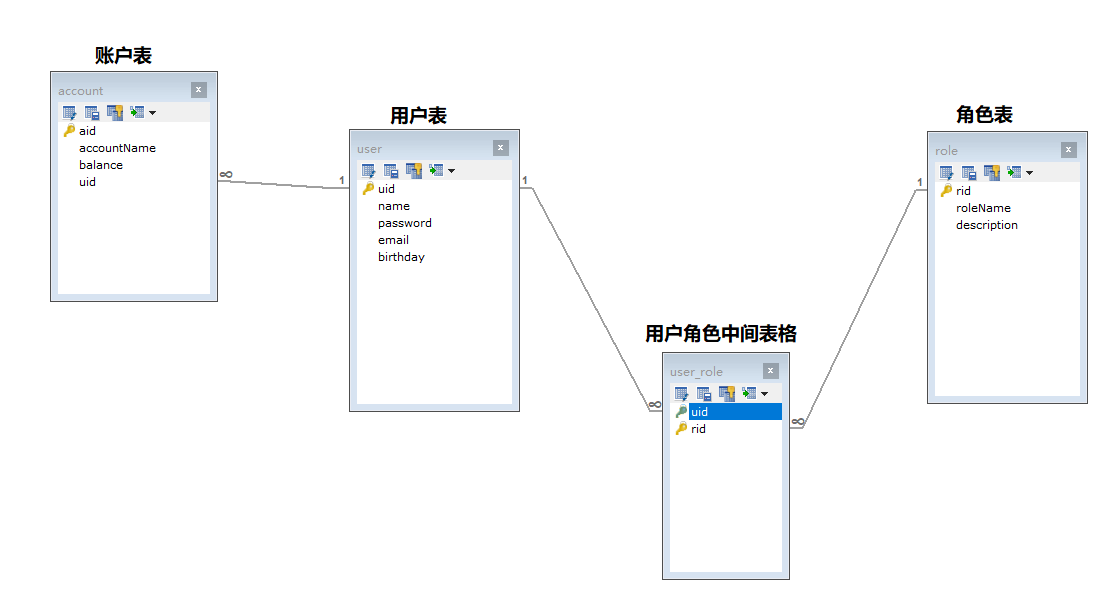 账户表
account
aid
accountName
balance
uid
∞
1
用户表
user
uid
name
password
email
birthday
1
∞
用户角色中间表格
user_role
uid
rid
∞
1
角色表
role
rid
roleName
description